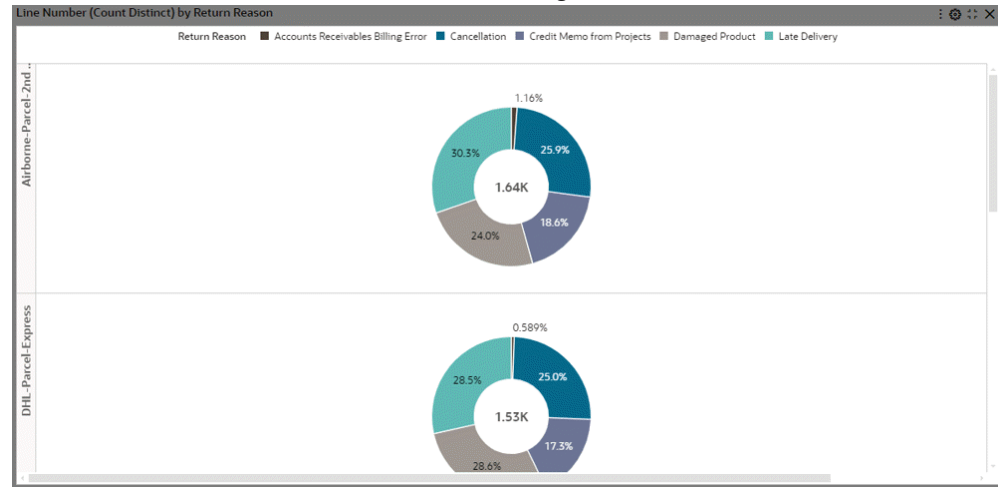 Line Number (Count Distinct) by Return Reason
Return Reason Accounts Receivables Billing Error Cancellation Credit Memo from Projects Damaged Product Late Delivery
Airborne-Parcel-2nd ..
1.16%
30.3%
25.9%
1.64K
18.6%
24.0%
DHL-Parcel-Express
0.589%
28.5%
25.0%
1.53K
17.3%
28.6%